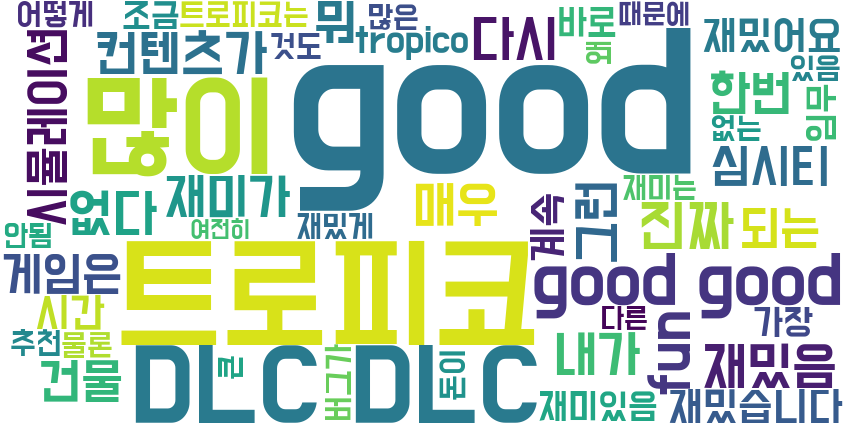 어떻게
조금
트로피코는
뭐
많은
tropico
다시
바로
때문에
왜
재밌어요
있음
시뮬레이션
컨텐츠가
것도
많이
good
한번
없는
마임
심시티
없다
재미가
매우
계속
그런
재미는
진짜
되는
안됨
여전히
재밌게
게임은
트로피코
good good
시간
다른
가장
추천
물론
건물
DLC DLC
큰
버그가
돈이
내가
fun
재밌음
재미있음
재밌습니다